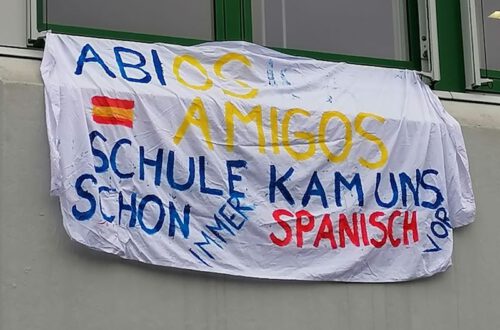 ABIOS
AMIGOS
SCHULE KAM UNS
SCHON IMMER SPANISCH VOR